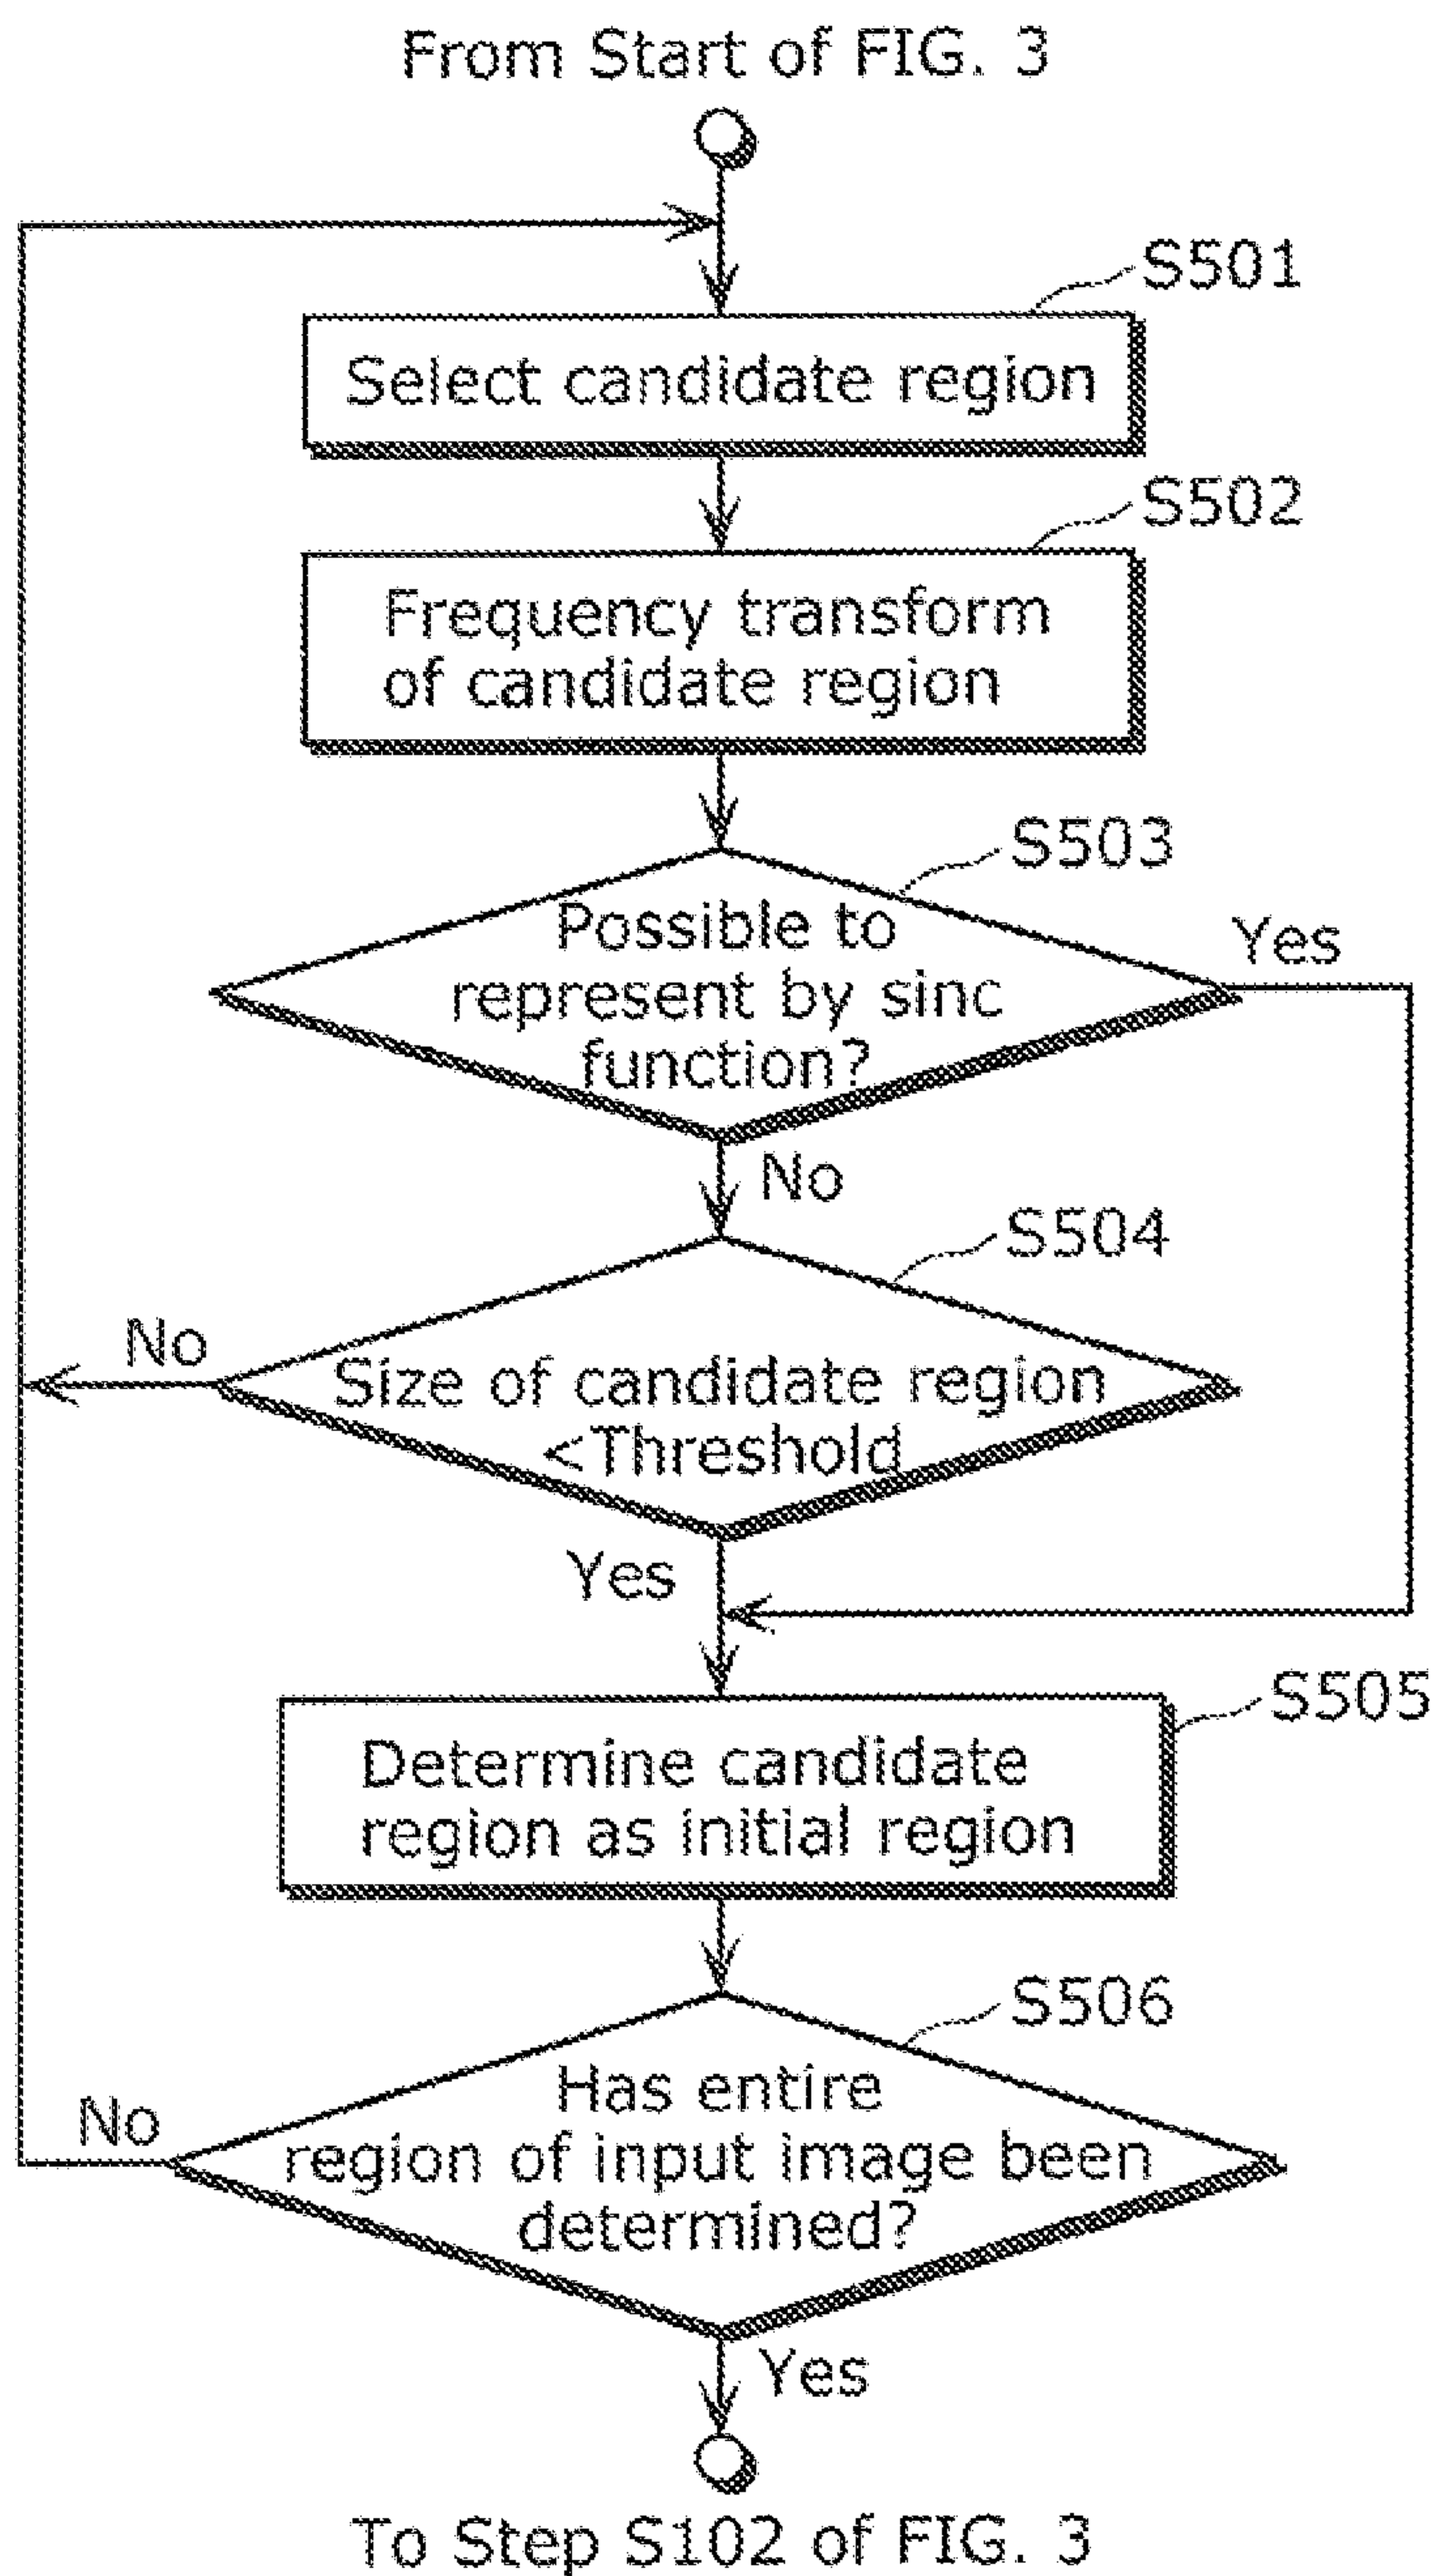 From Start of FIG. 3
S501
Select candidate region
S502
Frequency transform
of candidate region
S503
Possible to
represent by sinc
function?
Yes
No
S504
No
Size of candidate region
<Threshold
Yes
S505
Determine candidate
region as initial region
S506
Has entire
region of input image been
determined?
No
Yes
To Step S102 of FIG. 3